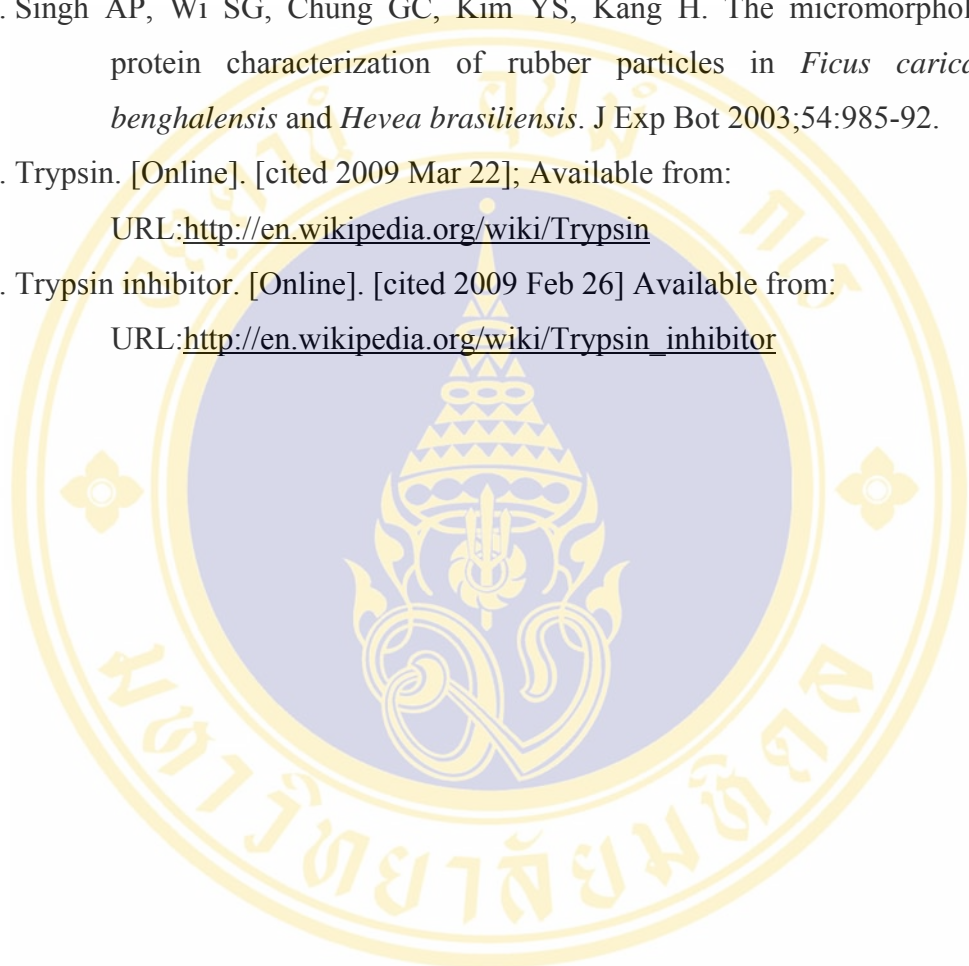 . Singh AP, Wi SG, Chung GC, Kim YS, Kang H. The
protein characterization of rubber particles in Ficus
benghalensis and Hevea brasiliensis. J Exp Bot 2003;54:985-92.
. Trypsin. [Online]. [cited 2009 Mar 22]; Available from:
URL:http://en.wikipedia.org/wiki/Trypsin
. Trypsin inhibitor. [Online]. [cited 2009 Feb 26] Available from:
URL:http://en.wikipedia.org/wiki/Trypsin_inhibitor
มหาวิทยาลัยมหิดล